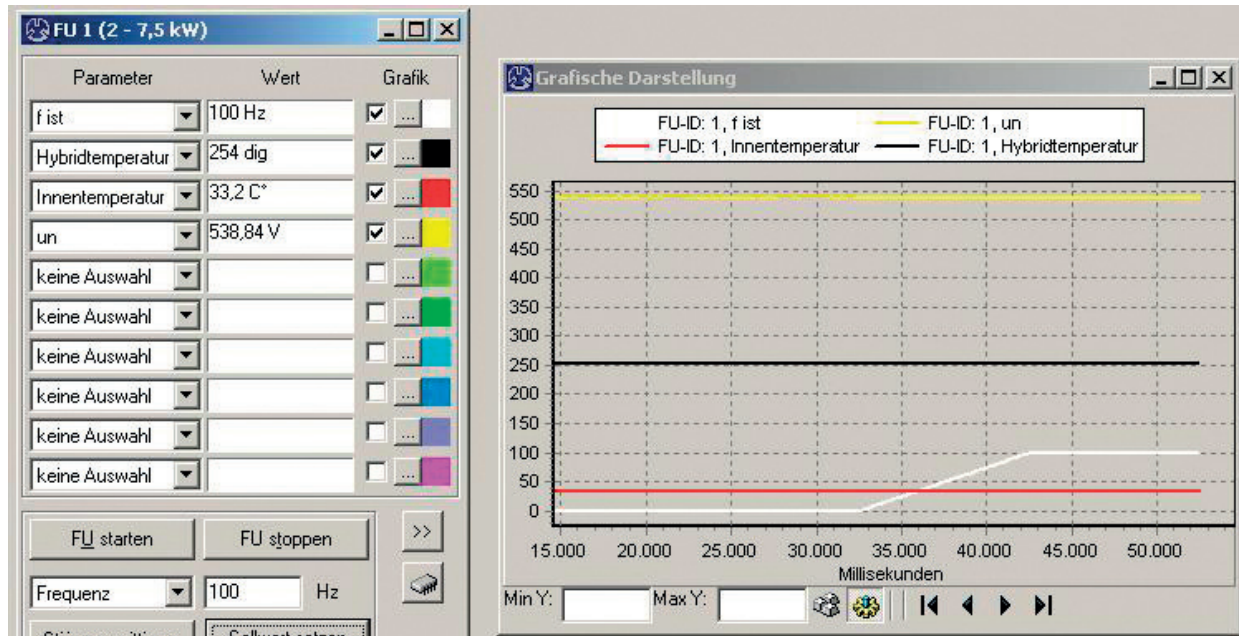 FU 1 (2 - 7,5 kW)
Parameter Wert Grafik
f ist 100 Hz ...
Hybridtemperatur 254 dig ...
Innentemperatur 33,2 C° ...
un 538,84 V ...
keine Auswahl ...
keine Auswahl ...
keine Auswahl ...
keine Auswahl ...
keine Auswahl ...
keine Auswahl ...
FU starten FU stoppen >>
Frequenz 100 Hz
Grafische Darstellung
FU-ID: 1, f ist FU-ID: 1, un
FU-ID: 1, Innentemperatur FU-ID: 1, Hybridtemperatur
550
500
450
400
350
300
250
200
150
100
50
0
15.000 20.000 25.000 30.000 35.000 40.000 45.000 50.000
Millisekunden
Min Y: Max Y: